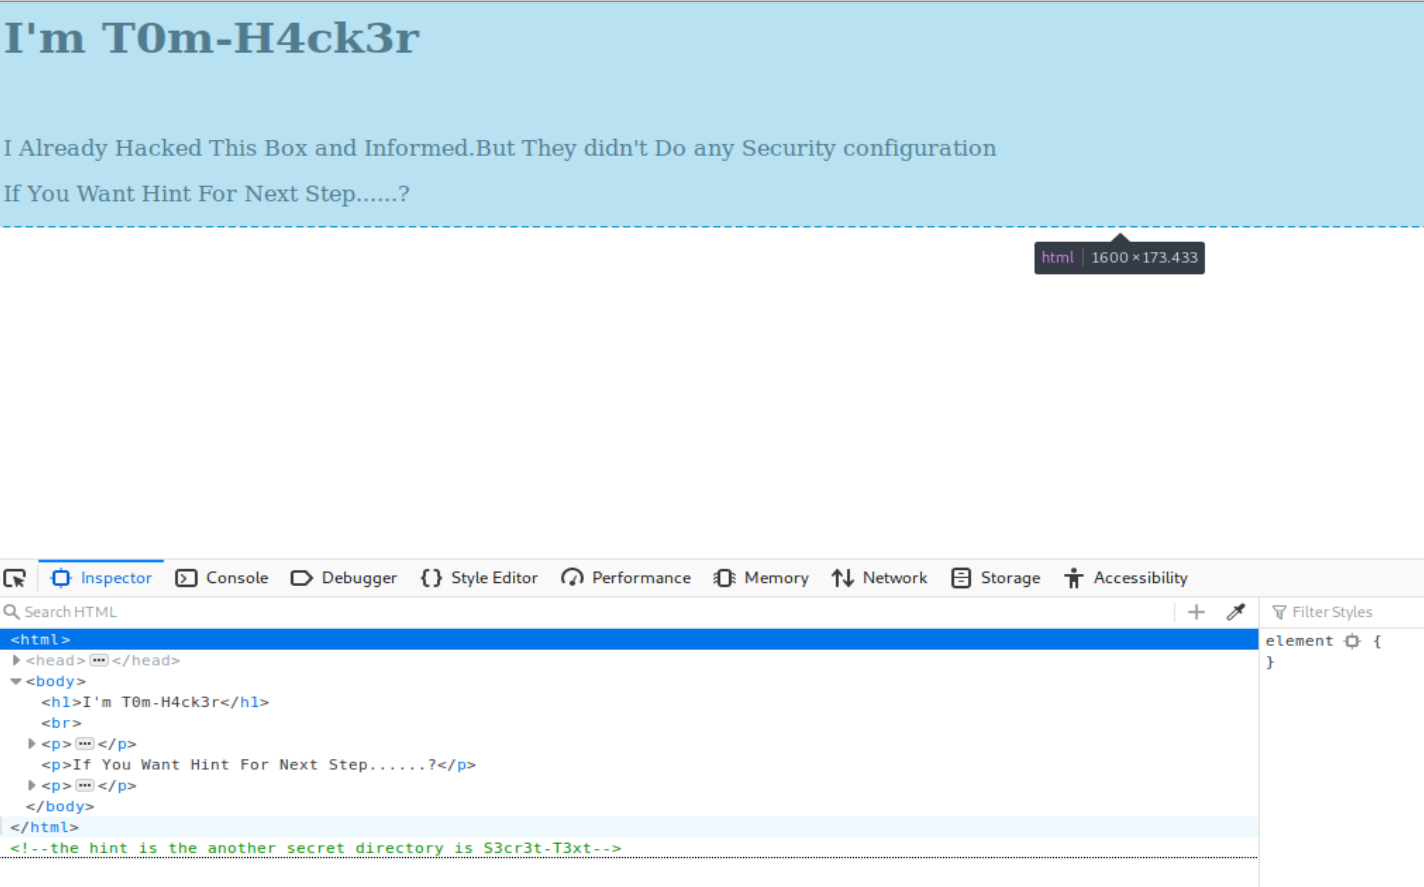 I'm T0m-H4ck3r
I Already Hacked This Box and Informed.But They didn't Do any Security configuration
If You Want Hint For Next Step......?
html 1600 × 173.433
Inspector Console Debugger Style Editor Performance Memory Network Storage Accessibility
Search HTML + Filter Styles
<html>
<head> ••• </head>
<body>
<h1>I'm T0m-H4ck3r</h1>
<br>
<p> ••• </p>
<p>If You Want Hint For Next Step......?</p>
<p> ••• </p>
</body>
</html>
<!--the hint is the another secret directory is S3cr3t-T3xt-->
element {
}